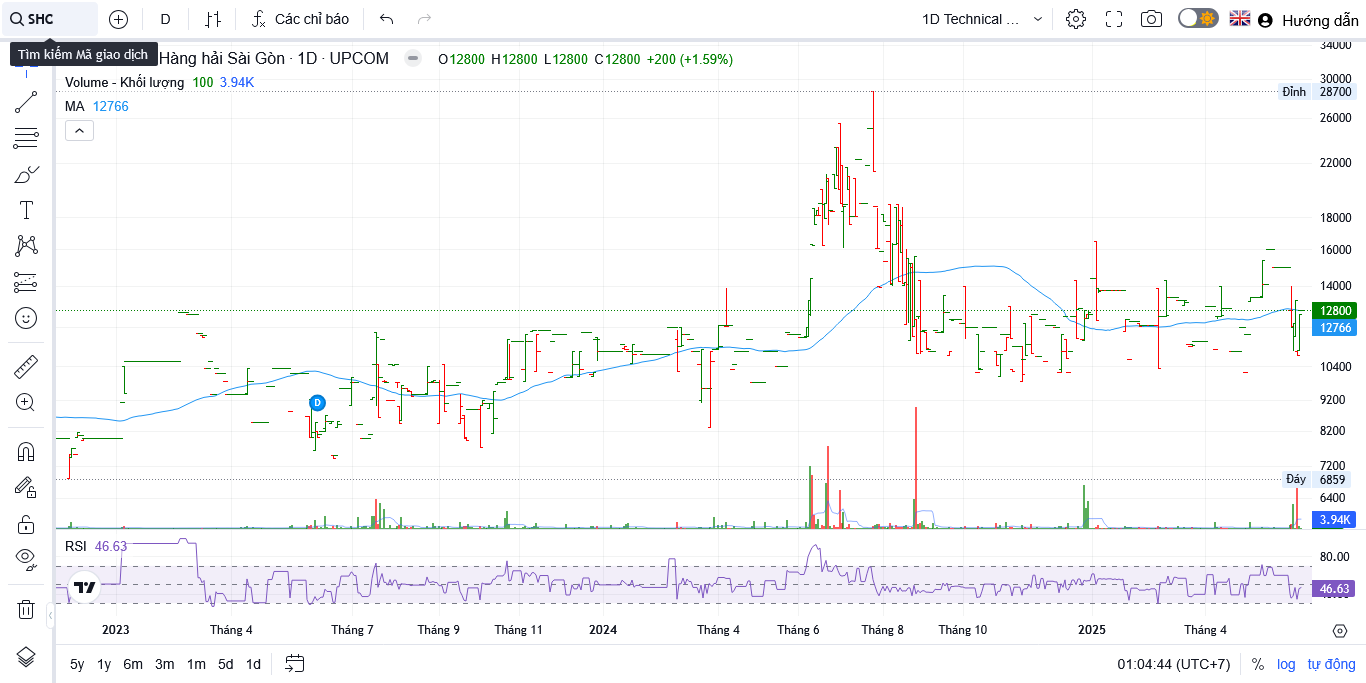 SHC
D
Các chỉ báo
1D Technical ...
Hướng dẫn
Tìm kiếm Mã giao dịch
Hàng hải Sài Gòn · 1D · UPCOM
O12800 H12800 L12800 C12800 +200 (+1.59%)
Volume - Khối lượng 100 3.94K
MA 12766
34000
30000
Đỉnh 28700
26000
22000
18000
16000
14000
12800
12766
10400
9200
8200
7200
Đáy 6859
6400
3.94K
D
RSI 46.63
80.00
46.63
2023 Tháng 4 Tháng 7 Tháng 9 Tháng 11 2024 Tháng 4 Tháng 6 Tháng 8 Tháng 10 2025 Tháng 4
5y 1y 6m 3m 1m 5d 1d
01:04:44 (UTC+7) % log tự động